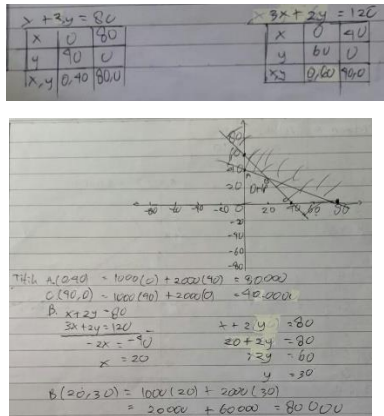 x + 2y = 80
x 0 80
y 40 0
x,y 0,40 80,0
3x + 2y = 120
x 0 40
y 60 0
x,y 0,60 40,0
80
60
40
20
-80 -60 -40 -20 20 40 60 80
-20
-40
-60
-80
A(0,40) = 1000(0) + 2000(40) = 80000
C(40,0) = 1000(40) + 2000(0) = 40.000
B. x + 2y = 80
3x + 2y = 120
-2x = -40
x = 20
x + 2y = 80
20 + 2y = 80
2y = 60
y = 30
B(20,30) = 1000(20) + 2000(30)
= 20000 + 60000 = 80000